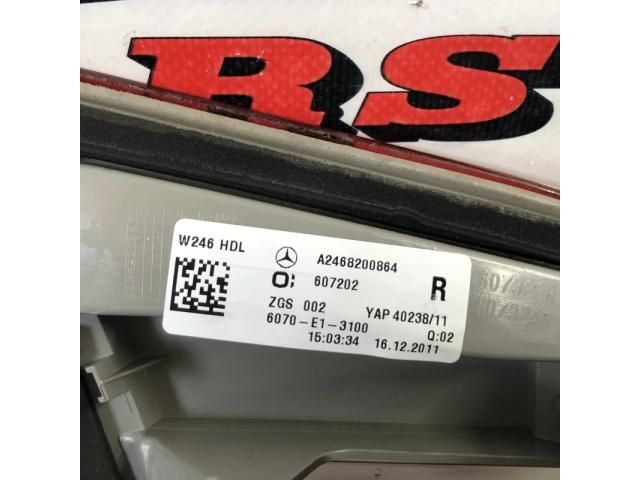 RS
W246 HDL
A2468200864
607202
R
ZGS 002 YAP 40238/11
6070-E1-3100 Q:02
15:03:34 16.12.2011